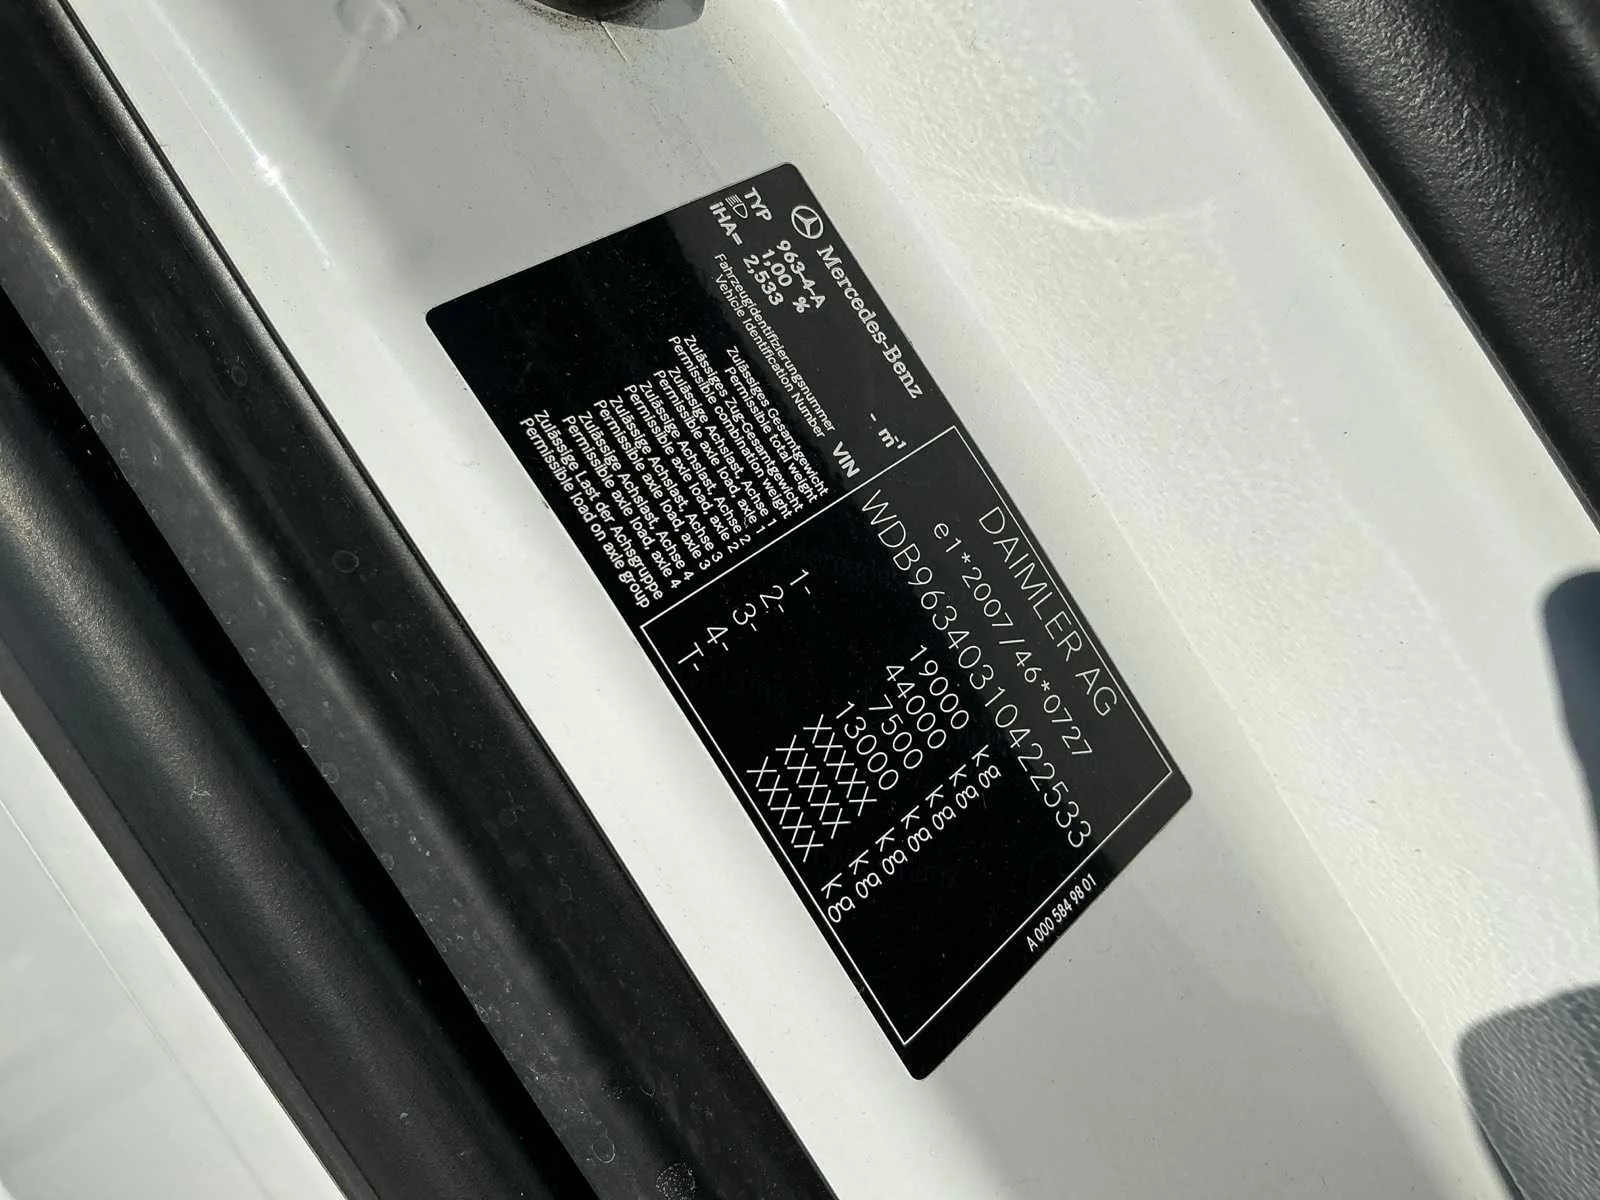 Mercedes-Benz
TYP 963-4-A
1,00 %
iHA= 2,533
- m⁻¹
Fahrzeugidentifizierungsnummer
Vehicle Identification Number
VIN
DAIMLER AG
e1*2007/46*0727
WDB96340310422533
Zulässiges Gesamtgewicht
Permissible total weight
19000 kg
Zulässiges Zug-Gesamtgewicht
Permissible combination weight
44000 kg
Zulässige Achslast, Achse 1
Permissible axle load, axle 1
1- 7500 kg
Zulässige Achslast, Achse 2
Permissible axle load, axle 2
2- 13000 kg
Zulässige Achslast, Achse 3
Permissible axle load, axle 3
3- XXXXX kg
Zulässige Achslast, Achse 4
Permissible axle load, axle 4
4- XXXXX kg
Zulässige Last der Achsgruppe
Permissible load on axle group
T- XXXXX kg
A 000 584 98 01